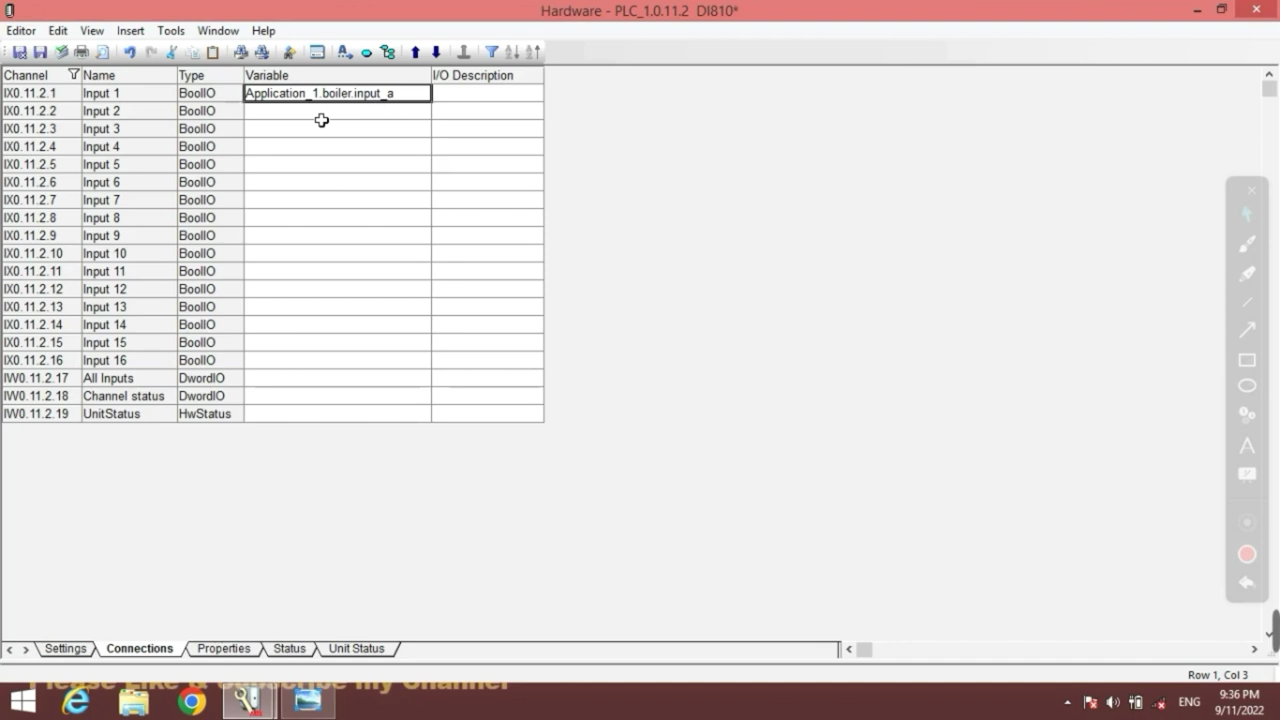 Hardware - PLC_1.0.11.2 DI810*
Editor Edit View Insert Tools Window Help
Channel Name Type Variable I/O Description
IX0.11.2.1 Input 1 BoolIO Application_1.boiler.input_a
IX0.11.2.2 Input 2 BoolIO
IX0.11.2.3 Input 3 BoolIO
IX0.11.2.4 Input 4 BoolIO
IX0.11.2.5 Input 5 BoolIO
IX0.11.2.6 Input 6 BoolIO
IX0.11.2.7 Input 7 BoolIO
IX0.11.2.8 Input 8 BoolIO
IX0.11.2.9 Input 9 BoolIO
IX0.11.2.10 Input 10 BoolIO
IX0.11.2.11 Input 11 BoolIO
IX0.11.2.12 Input 12 BoolIO
IX0.11.2.13 Input 13 BoolIO
IX0.11.2.14 Input 14 BoolIO
IX0.11.2.15 Input 15 BoolIO
IX0.11.2.16 Input 16 BoolIO
IW0.11.2.17 All Inputs DwordIO
IW0.11.2.18 Channel status DwordIO
IW0.11.2.19 UnitStatus HwStatus
Settings Connections Properties Status Unit Status
Row 1, Col 3
Please Like & Subscribe my Channel
ENG
9:36 PM
9/11/2022